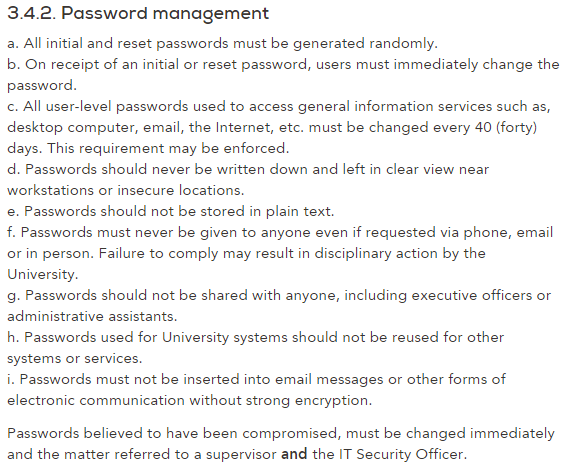 3.4.2. Password management
a. All initial and reset passwords must be generated randomly.
b. On receipt of an initial or reset password, users must immediately change the
password.
c. All user-level passwords used to access general information services such as,
desktop computer, email, the Internet, etc. must be changed every 40 (forty)
days. This requirement may be enforced.
d. Passwords should never be written down and left in clear view near
workstations or insecure locations.
e. Passwords should not be stored in plain text.
f. Passwords must never be given to anyone even if requested via phone, email
or in person. Failure to comply may result in disciplinary action by the
University.
g. Passwords should not be shared with anyone, including executive officers or
administrative assistants.
h. Passwords used for University systems should not be reused for other
systems or services.
i. Passwords must not be inserted into email messages or other forms of
electronic communication without strong encryption.
Passwords believed to have been compromised, must be changed immediately
and the matter referred to a supervisor and the IT Security Officer.